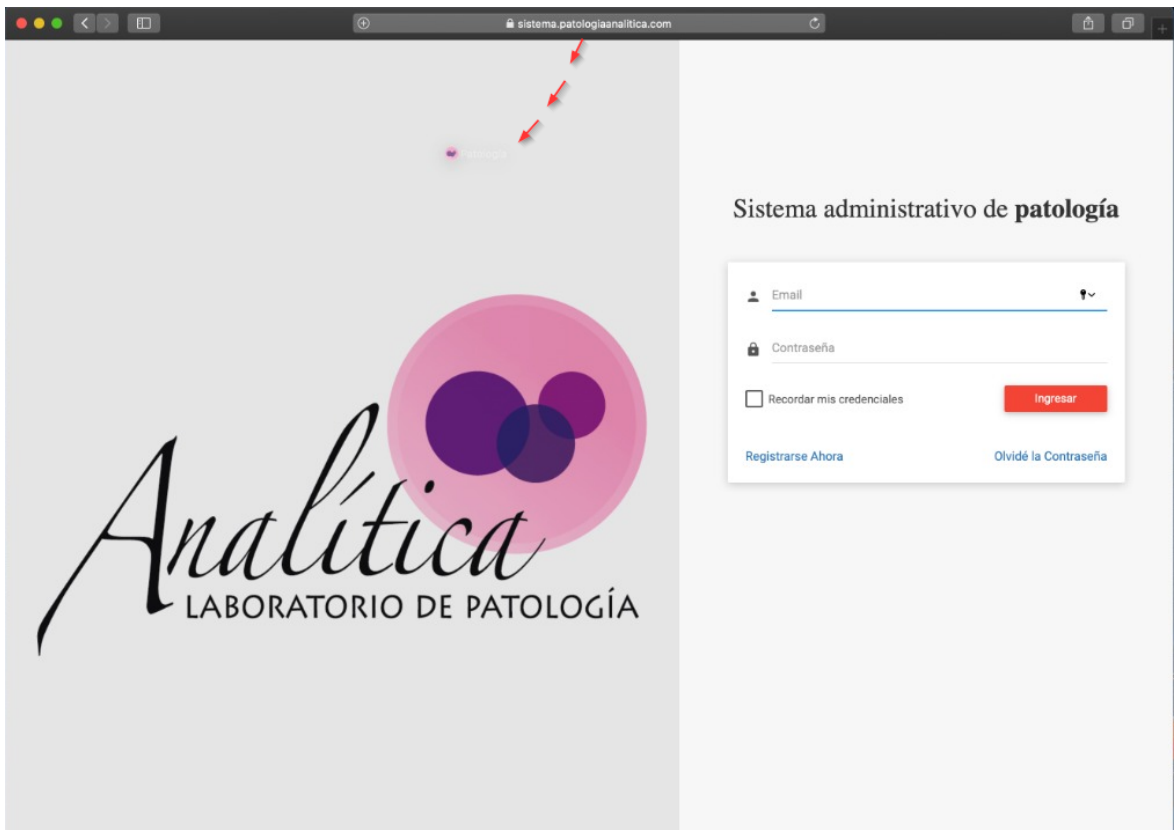 sistema.patologiaanalitica.com
Patología
Analítica
LABORATORIO DE PATOLOGÍA
Sistema administrativo de patología
Email
Contraseña
Recordar mis credenciales
Ingresar
Registrarse Ahora
Olvidé la Contraseña